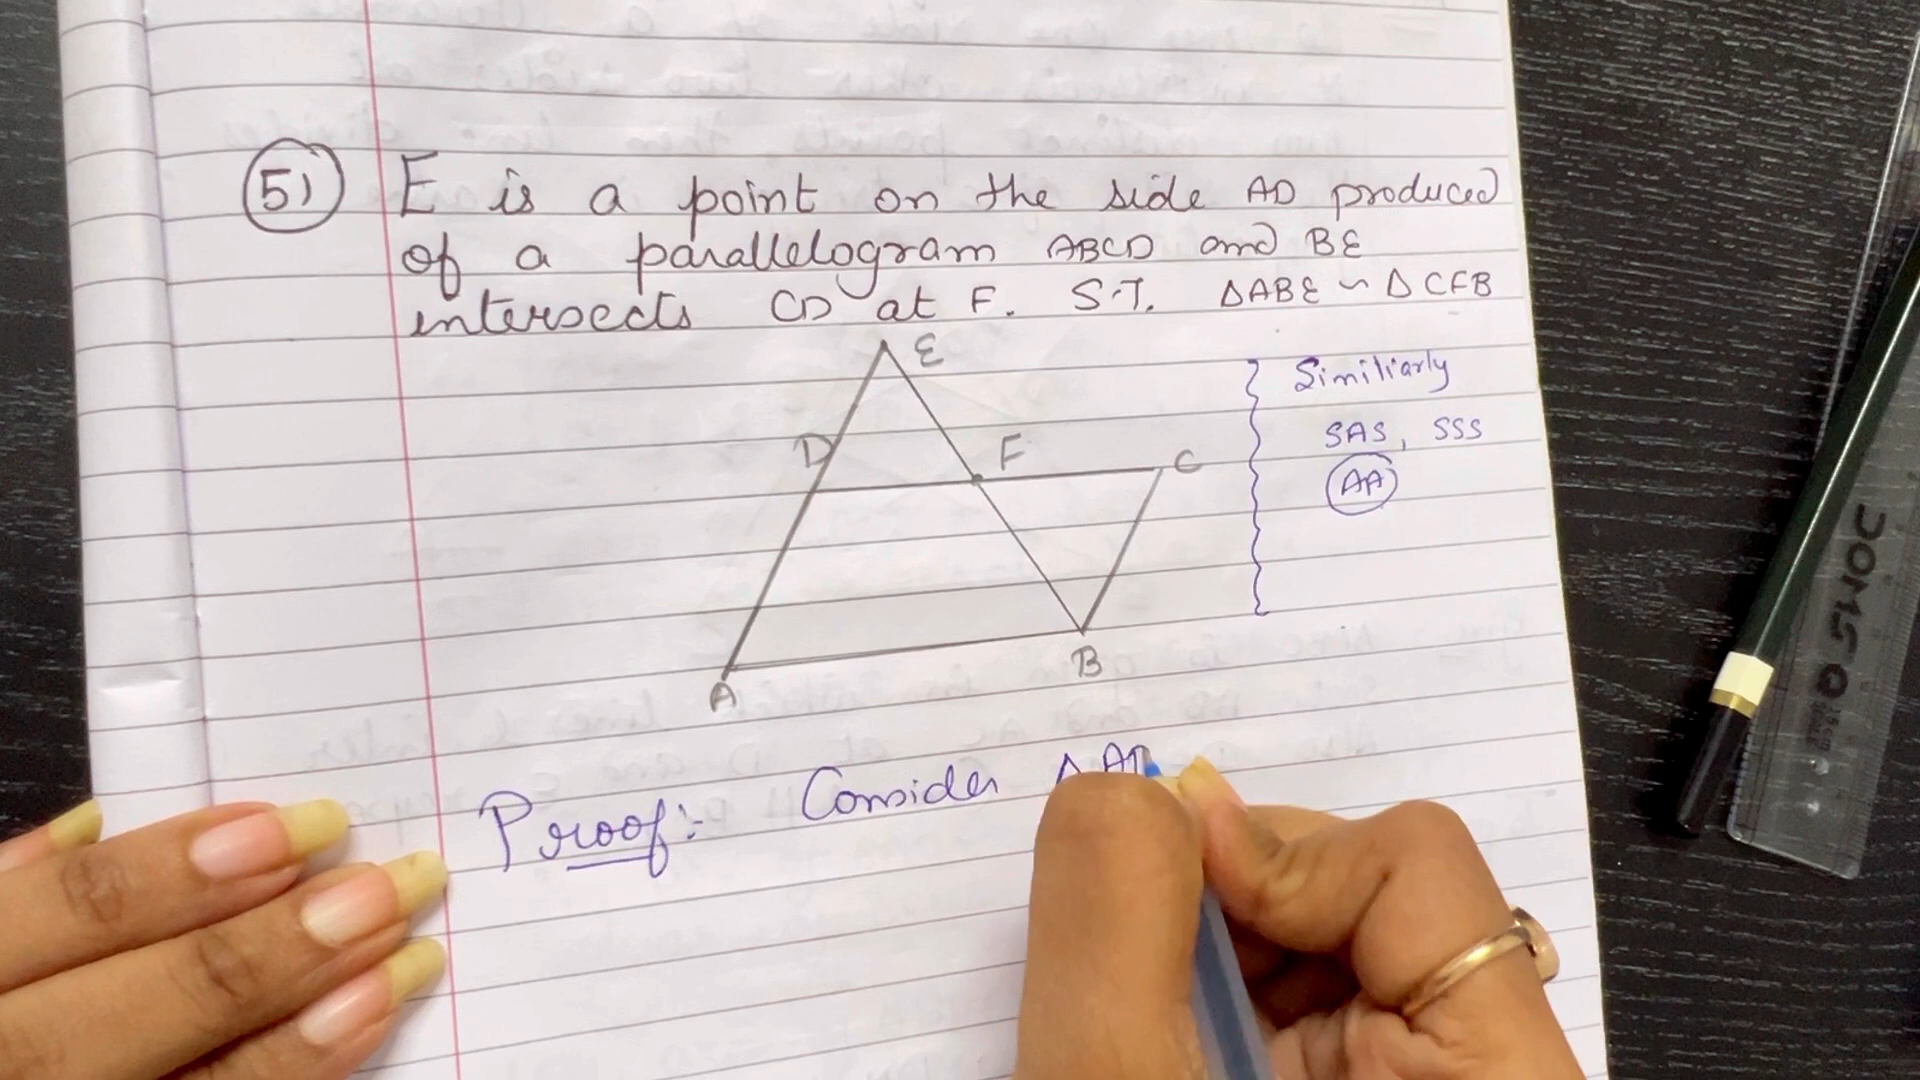 5) E is a point on the side AD produced
of a parallelogram ABCD and BE
intersects CD at F. S.T. ΔABE ~ ΔCFB
E
Similiarly
D
F
C
SAS, SSS
AA
A
B
Proof:- Consider Δ
DOMS